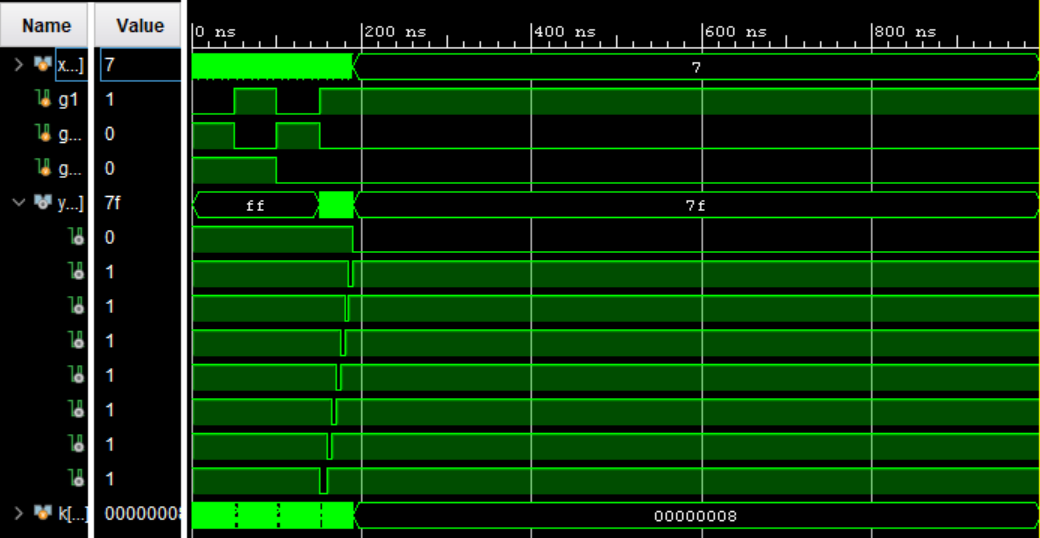 Name Value 0 ns 200 ns 400 ns 600 ns 800 ns
x...] 7 7
g1 1
g... 0
g... 0
y...] 7f ff 7f
0
1
1
1
1
1
1
1
k[...] 00000008 00000008